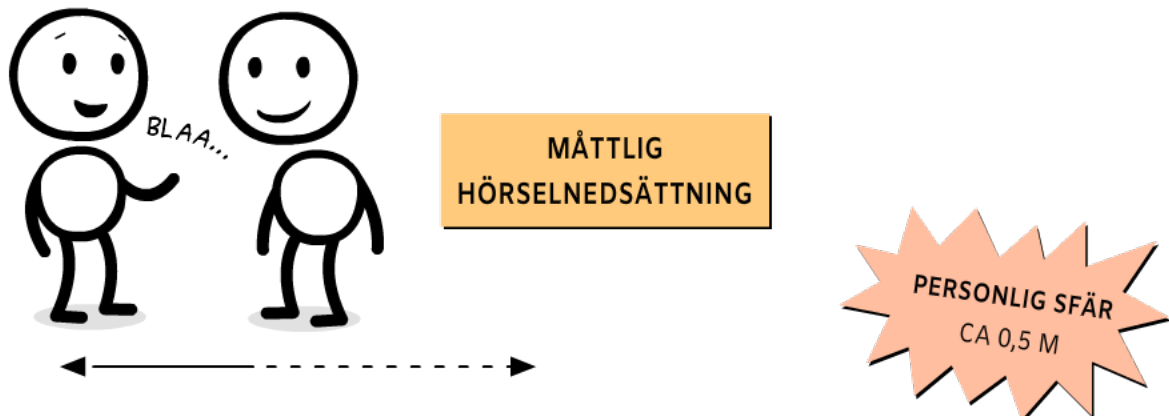 BLAA...
MÅTTLIG
HÖRSELNEDSÄTTNING
PERSONLIG SFÄR
CA 0,5 M